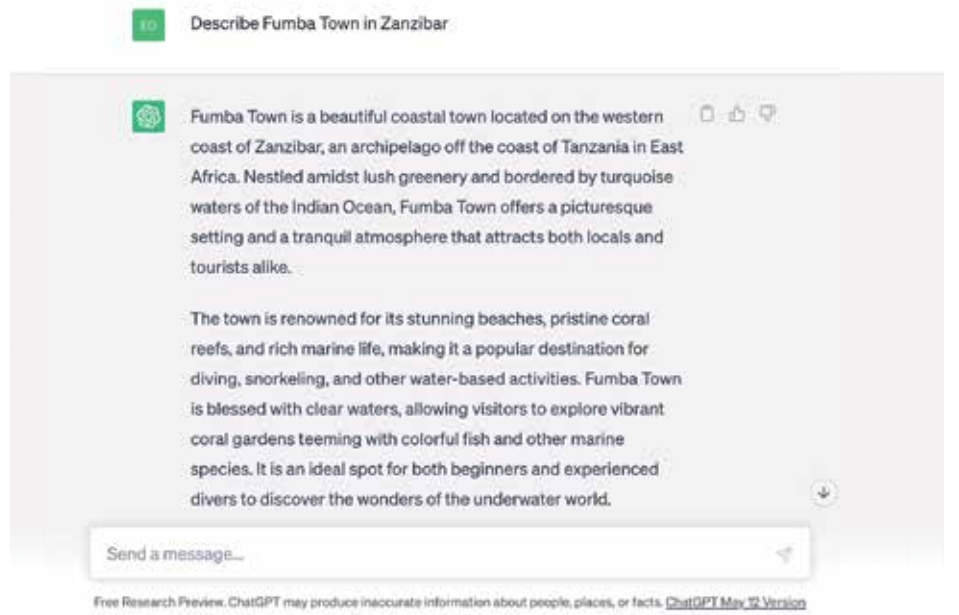 EO
Describe Fumba Town in Zanzibar
Fumba Town is a beautiful coastal town located on the western
coast of Zanzibar, an archipelago off the coast of Tanzania in East
Africa. Nestled amidst lush greenery and bordered by turquoise
waters of the Indian Ocean, Fumba Town offers a picturesque
setting and a tranquil atmosphere that attracts both locals and
tourists alike.
The town is renowned for its stunning beaches, pristine coral
reefs, and rich marine life, making it a popular destination for
diving, snorkeling, and other water-based activities. Fumba Town
is blessed with clear waters, allowing visitors to explore vibrant
coral gardens teeming with colorful fish and other marine
species. It is an ideal spot for both beginners and experienced
divers to discover the wonders of the underwater world.
Send a message...
Free Research Preview. ChatGPT may produce inaccurate information about people, places, or facts. ChatGPT May 12 Version